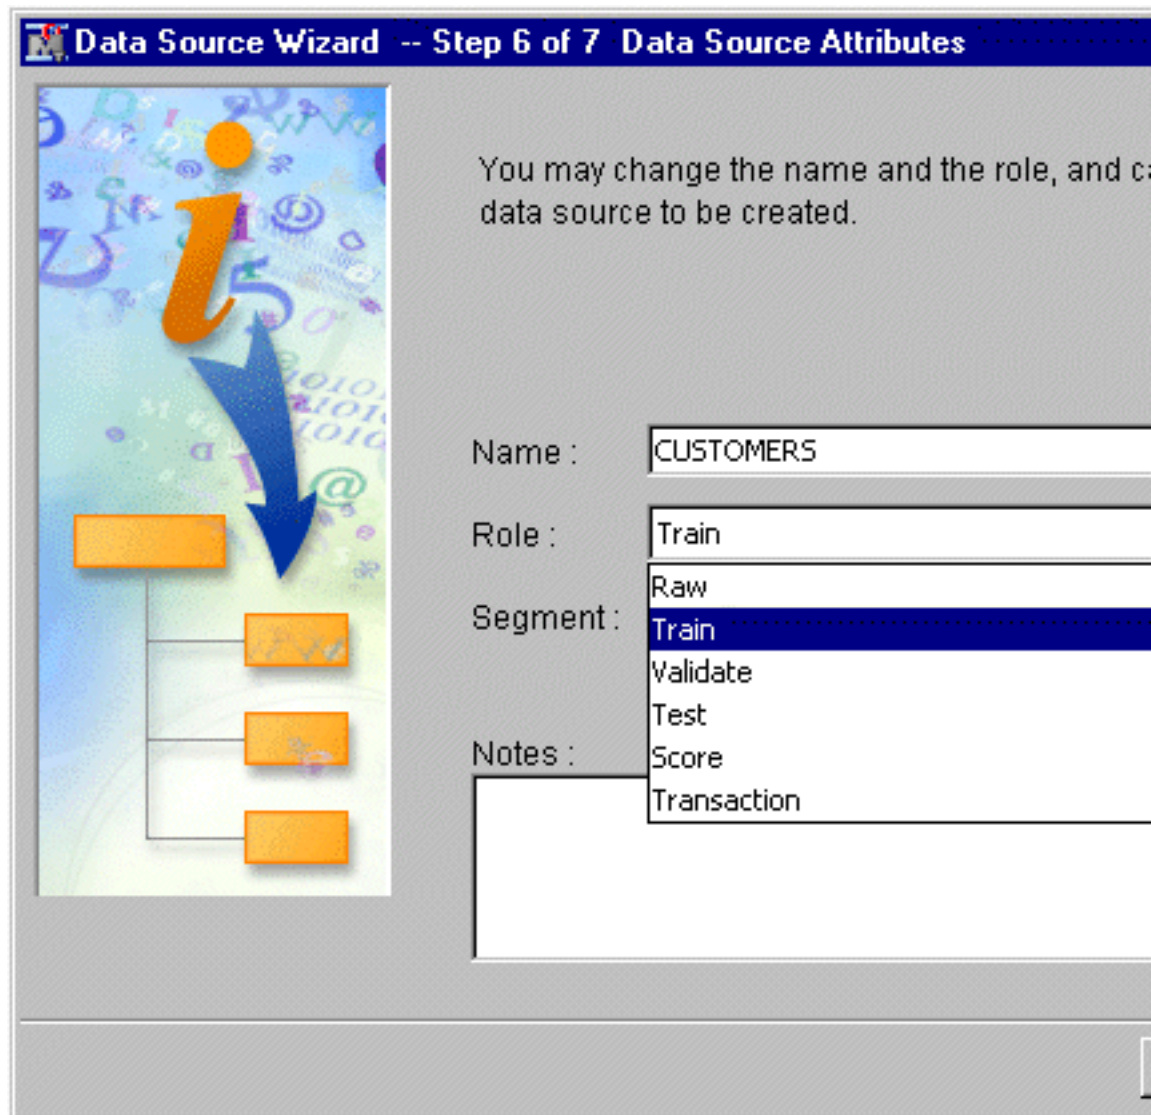 Data Source Wizard -- Step 6 of 7 Data Source Attributes
You may change the name and the role, and
data source to be created.
Name : CUSTOMERS
Role : Train
Raw
Segment : Train
Validate
Test
Notes : Score
Transaction